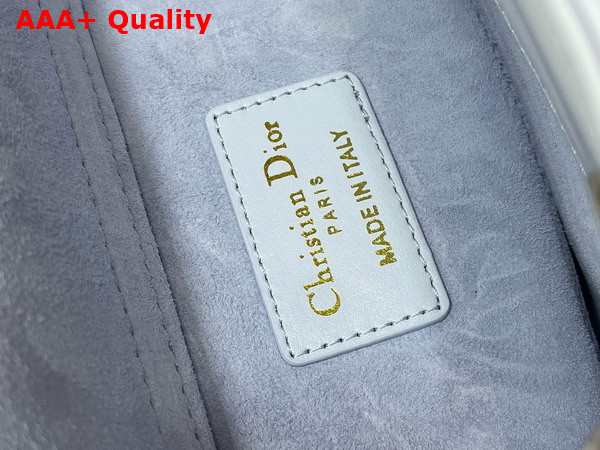 AAA+ Quality
Christian Dior
PARIS
MADE IN ITALY